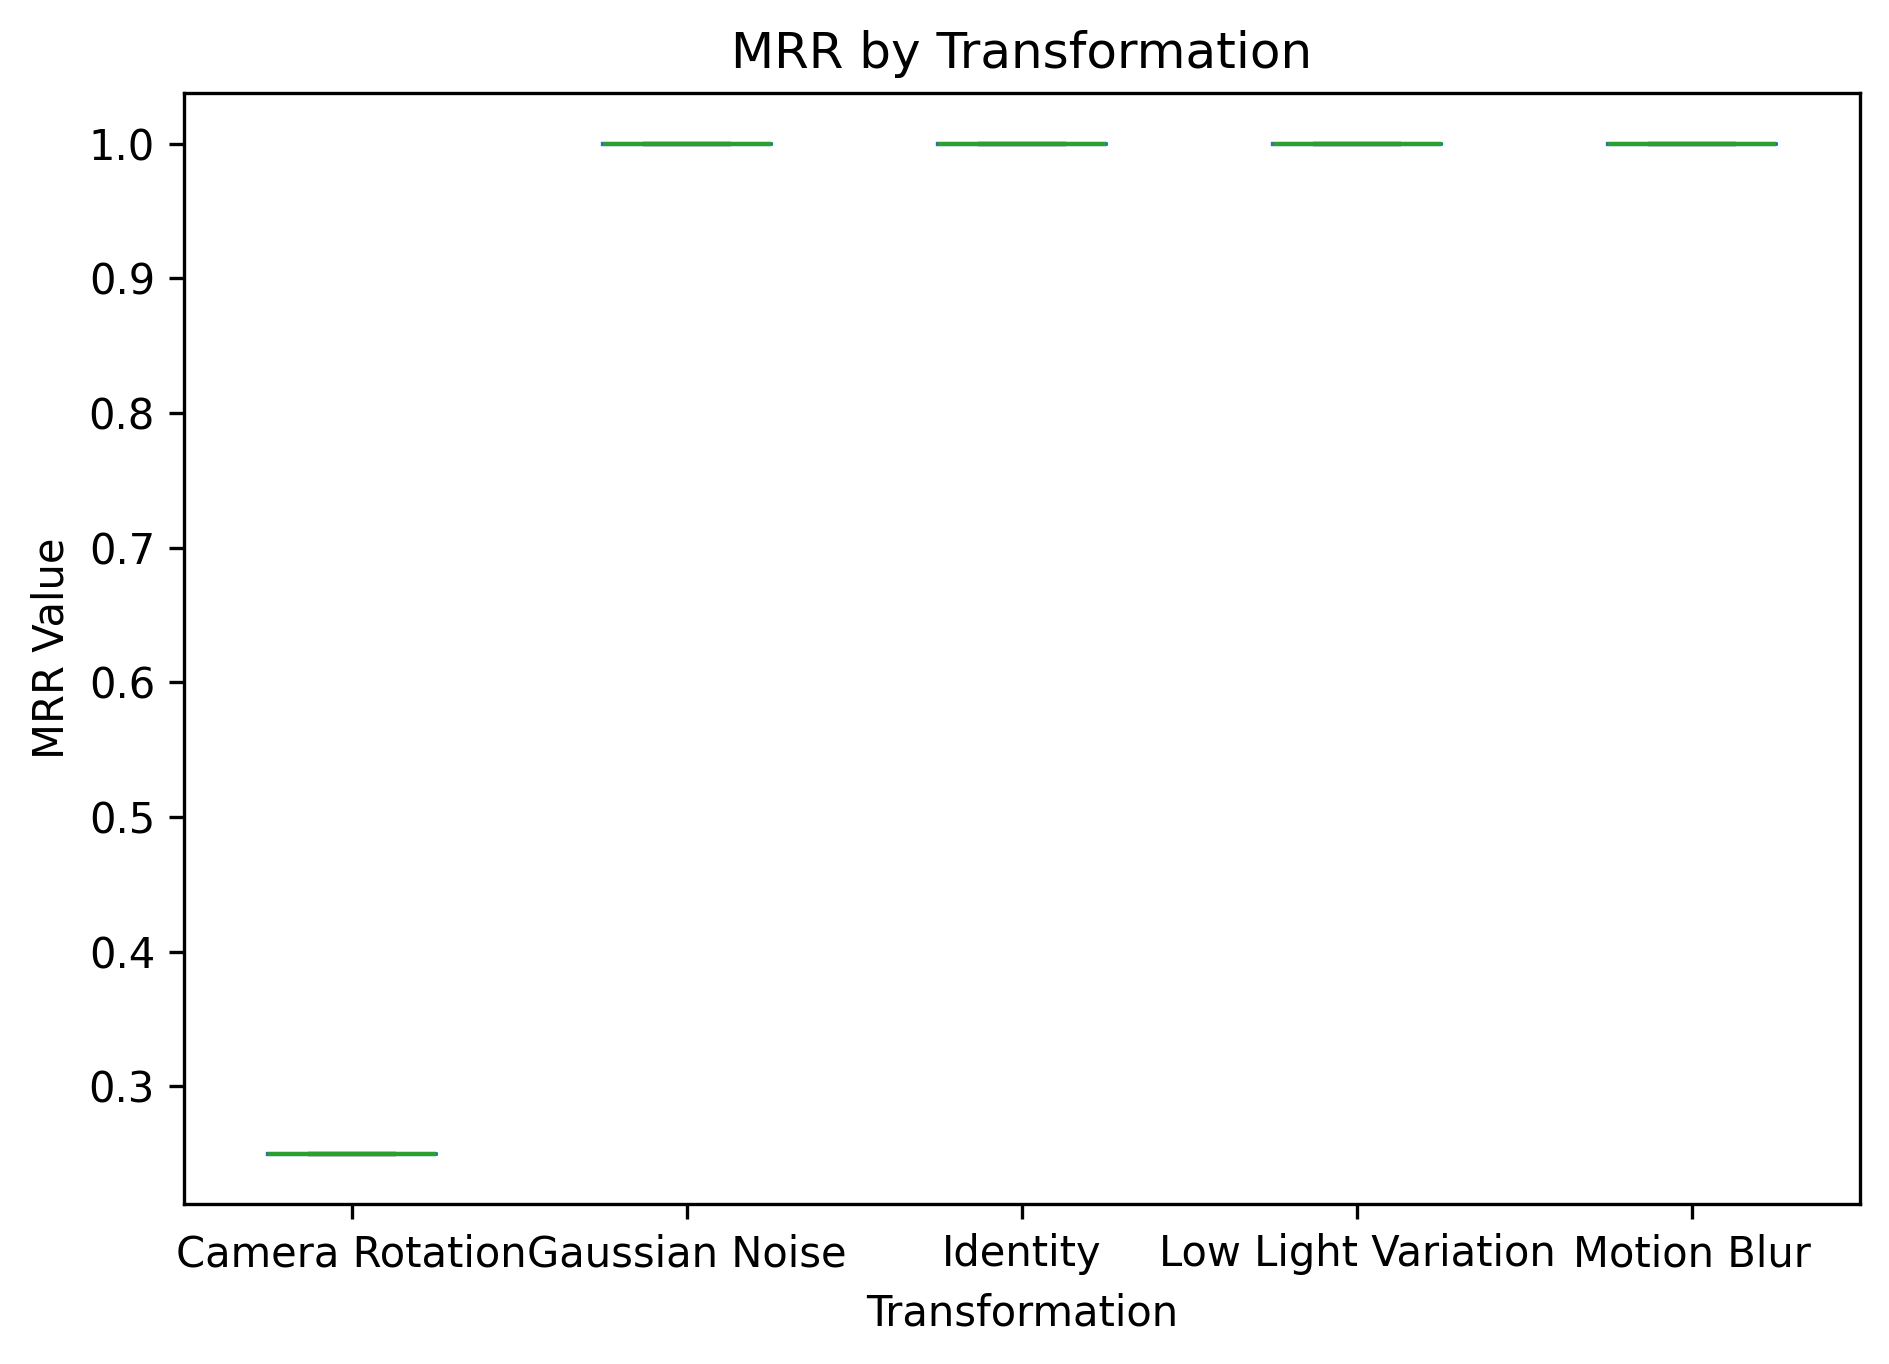 MRR by Transformation
MRR Value
1.0
0.9
0.8
0.7
0.6
0.5
0.4
0.3
Camera Rotation Gaussian Noise Identity Low Light Variation Motion Blur
Transformation